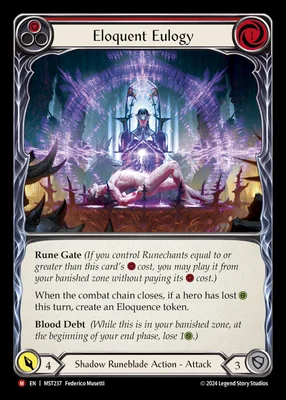 Eloquent Eulogy
Rune Gate (If you control Runechants equal to or
greater than this card's cost, you may play it from
your banished zone without paying its cost.)
When the combat chain closes, if a hero has lost
this turn, create an Eloquence token.
Blood Debt (While this is in your banished zone, at
the beginning of your end phase, lose 1.)
4 Shadow Runeblade Action - Attack 3
M EN | MST237 Federico Musetti © 2024 Legend Story Studios